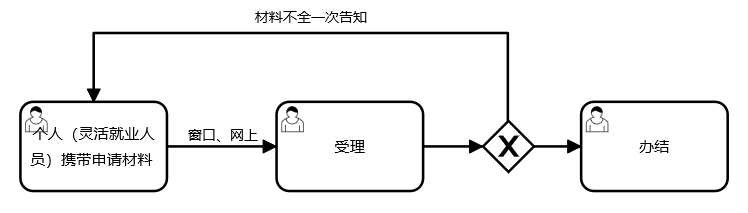 材料不全一次告知
个人（灵活就业人
员）携带申请材料
窗口、网上
受理
办结